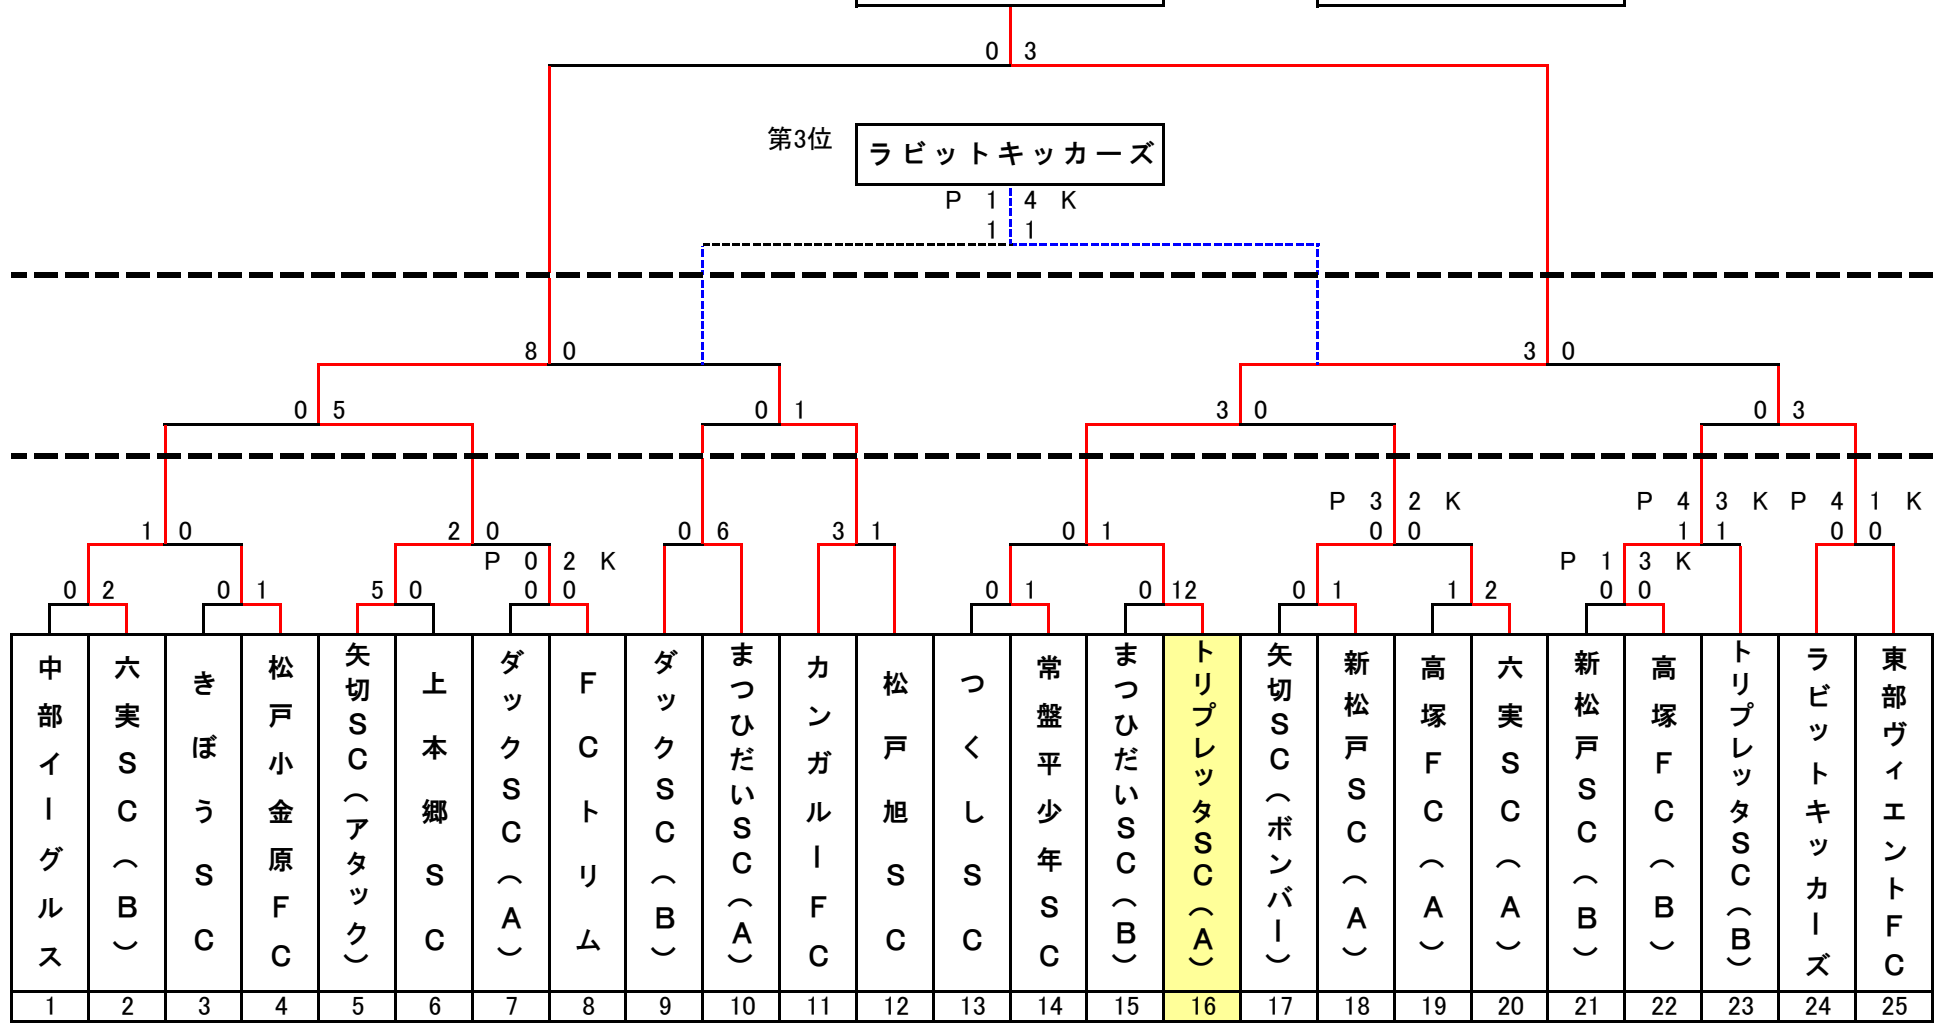 0 3
第3位
ラビットキッカーズ
P 1 4 K
1 1
8 0
3 0
0 5
0 1
3 0
0 3
P 3 2 K
P 4 3 K
P 4 1 K
1 0
2 0
0 6
3 1
0 1
0 0
1 1
0 0
P 0 2 K
P 1 3 K
0 2
0 1
5 0
0 0
0 1
0 12
0 1
1 2
0 0
中部イーグルス
六実SC(B)
きぼうSC
松戸小金原FC
矢切SC(アタック)
上本郷SC
ダックSC(A)
FCトリム
ダックSC(B)
まつひだいSC(A)
カンガルーFC
松戸旭SC
つくしSC
常盤平少年SC
まつひだいSC(B)
トリプレッタSC(A)
矢切SC(ボンバー)
新松戸SC(A)
高塚FC(A)
六実SC(A)
新松戸SC(B)
高塚FC(B)
トリプレッタSC(B)
ラビットキッカーズ
東部ヴィエントFC
1 2 3 4 5 6 7 8 9 10 11 12 13 14 15 16 17 18 19 20 21 22 23 24 25